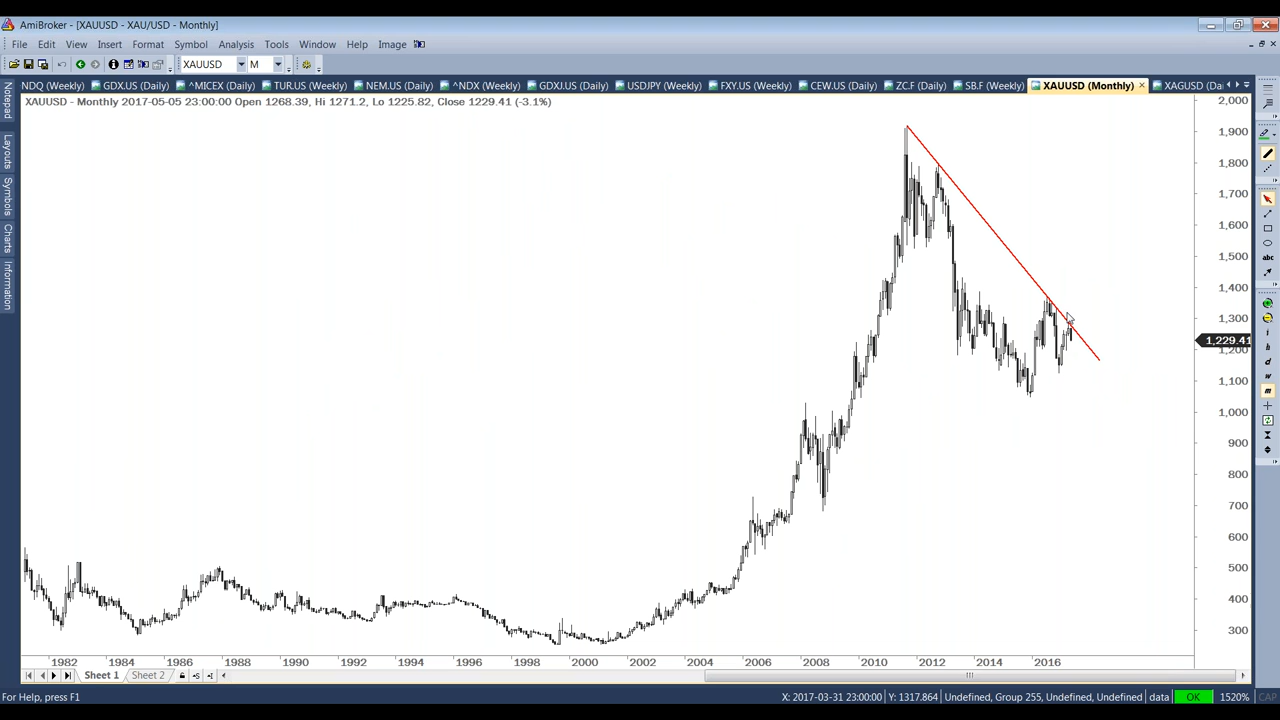 AmiBroker - [XAUUSD - XAU/USD - Monthly]
File Edit View Insert Format Symbol Analysis Tools Window Help Image
XAUUSD M
NDQ (Weekly) GDX.US (Daily) ^MICEX (Daily) TUR.US (Weekly) NEM.US (Daily) ^NDX (Weekly) GDXJ.US (Daily) USDJPY (Weekly) FXY.US (Weekly) CEW.US (Daily) ZC.F (Daily) SB.F (Weekly) XAUUSD (Monthly) XAGUSD (Dai
XAUUSD - Monthly 2017-05-05 23:00:00 Open 1268.39, Hi 1271.2, Lo 1225.82, Close 1229.41 (-3.1%)
Notepad
Layouts
Symbols
Charts
Information
2,000
1,900
1,800
1,700
1,600
1,500
1,400
1,300
1,229.41
1,200
1,100
1,000
900
800
700
600
500
400
300
abc
i
h
d
w
m
1982 1984 1986 1988 1990 1992 1994 1996 1998 2000 2002 2004 2006 2008 2010 2012 2014 2016
Sheet 1 Sheet 2
For Help, press F1 X: 2017-03-31 23:00:00 Y: 1317.864 Undefined, Group 255, Undefined, Undefined data OK 1520% CAP